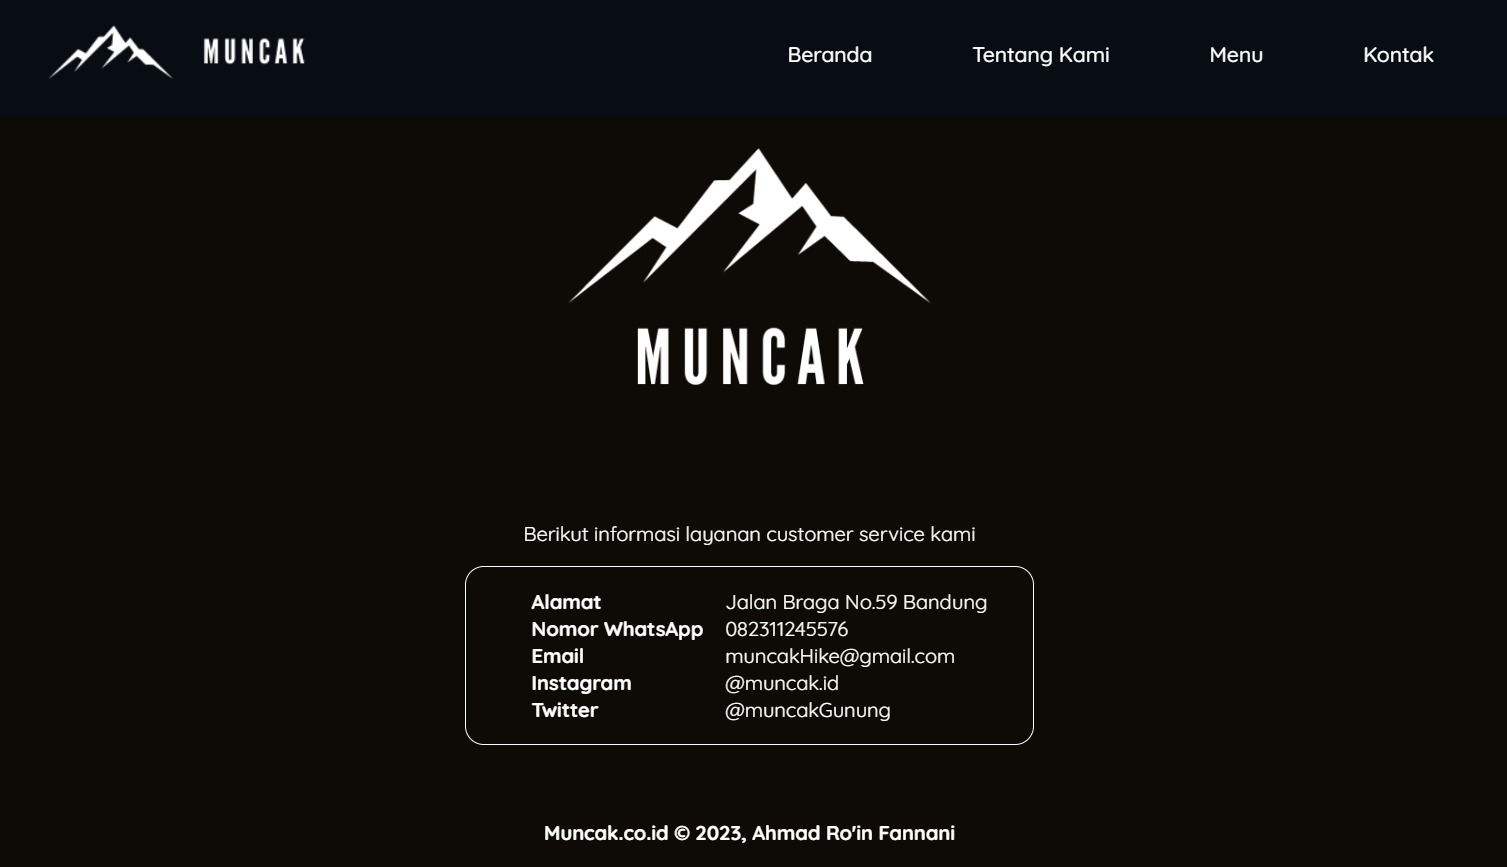 MUNCAK
Beranda
Tentang Kami
Menu
Kontak
MUNCAK
Berikut informasi layanan customer service kami
Alamat Jalan Braga No.59 Bandung
Nomor WhatsApp 082311245576
Email muncakHike@gmail.com
Instagram @muncak.id
Twitter @muncakGunung
Muncak.co.id © 2023, Ahmad Ro'in Fannani